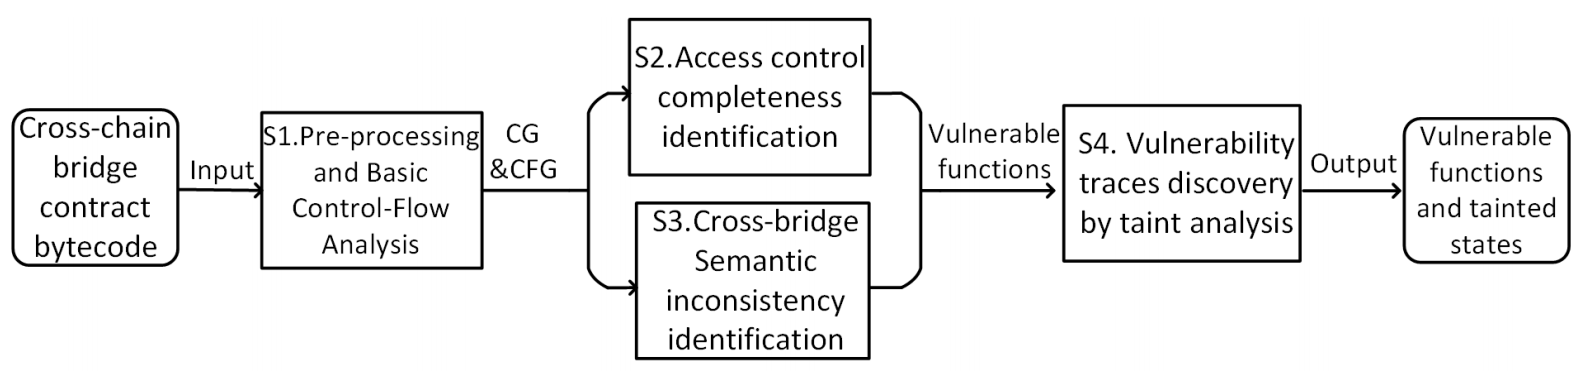 Cross-chain
bridge
contract
bytecode
Input
S1.Pre-processing
and Basic
Control-Flow
Analysis
CG
&CFG
S2.Access control
completeness
identification
S3.Cross-bridge
Semantic
inconsistency
identification
Vulnerable
functions
S4. Vulnerability
traces discovery
by taint analysis
Output
Vulnerable
functions
and tainted
states